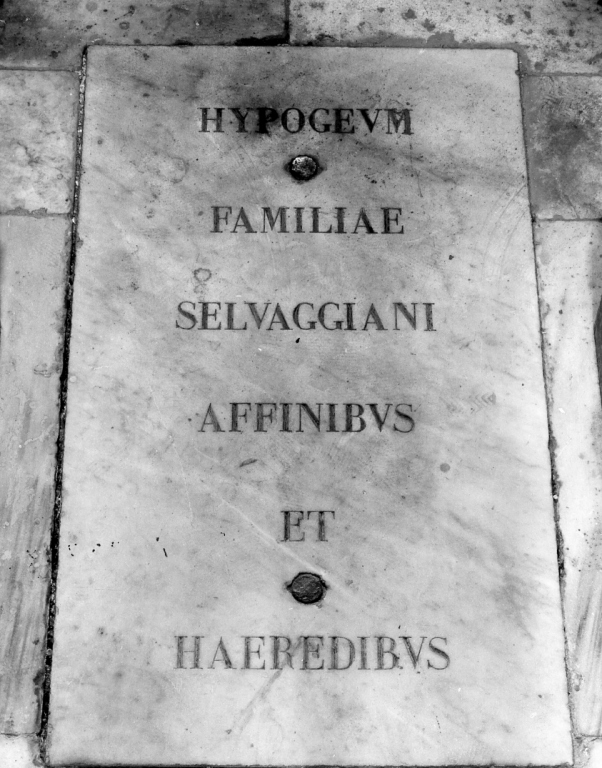 HYPOGEVM
FAMILIAE
SELVAGGIANI
AFFINIBVS
ET
HAEREDIBVS